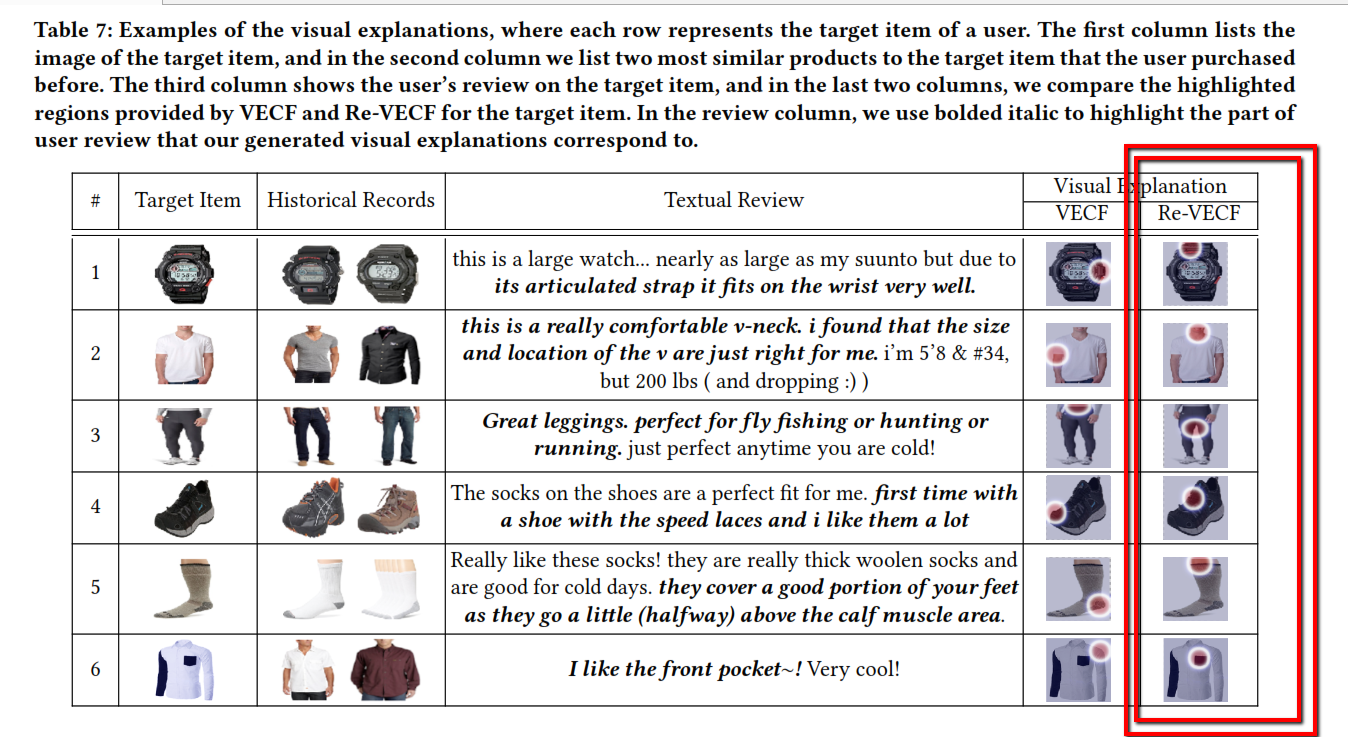 Table 7: Examples of the visual explanations, where each row represents the target item of a user. The first column lists the
image of the target item, and in the second column we list two most similar products to the target item that the user purchased
before. The third column shows the user's review on the target item, and in the last two columns, we compare the highlighted
regions provided by VECF and Re-VECF for the target item. In the review column, we use bolded italic to highlight the part of
user review that our generated visual explanations correspond to.
# Target Item Historical Records Textual Review Visual Explanation
VECF Re-VECF
1 this is a large watch... nearly as large as my suunto but due to
its articulated strap it fits on the wrist very well.
2 this is a really comfortable v-neck. i found that the size
and location of the v are just right for me. i'm 5'8 & #34,
but 200 lbs ( and dropping :) )
3 Great leggings. perfect for fly fishing or hunting or
running. just perfect anytime you are cold!
4 The socks on the shoes are a perfect fit for me. first time with
a shoe with the speed laces and i like them a lot
5 Really like these socks! they are really thick woolen socks and
are good for cold days. they cover a good portion of your feet
as they go a little (halfway) above the calf muscle area.
6 I like the front pocket~! Very cool!